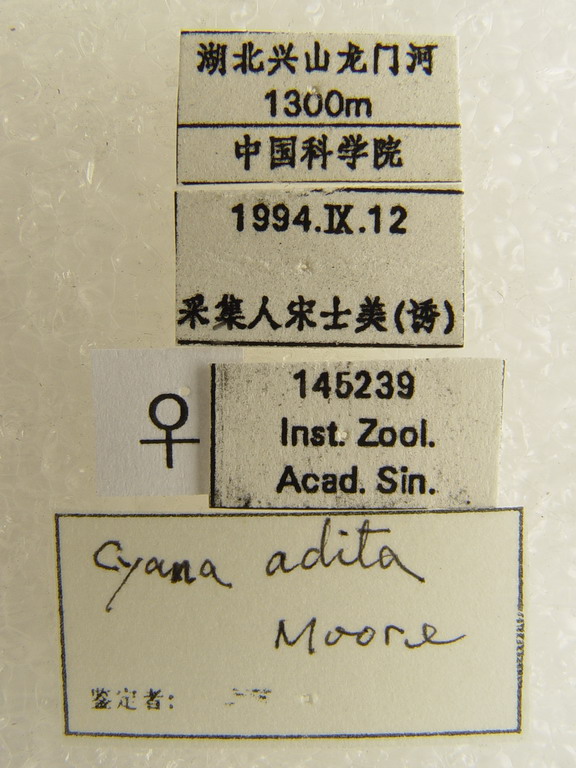 湖北兴山龙门河
1300m
中国科学院
1994.IX.12
采集人宋士美(诱)
♀
145239
Inst. Zool.
Acad. Sin.
Cyana adita
Moore
鉴定者: